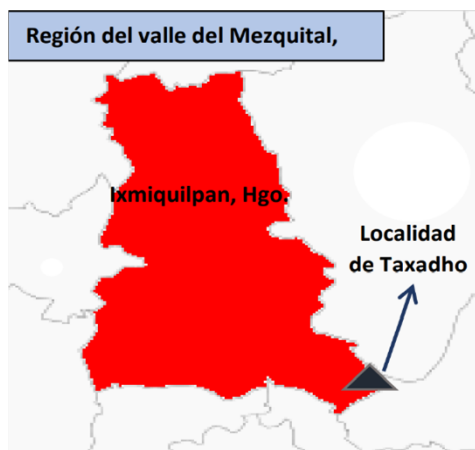 Región del valle del Mezquital,
Ixmiquilpan, Hgo.
Localidad
de Taxadho